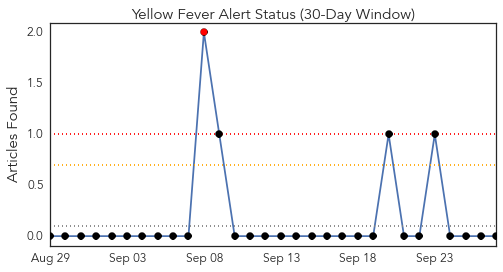 Yellow Fever Alert Status (30-Day Window)
Articles Found
2.0
1.5
1.0
0.5
0.0
Aug 29 Sep 03 Sep 08 Sep 13 Sep 18 Sep 23